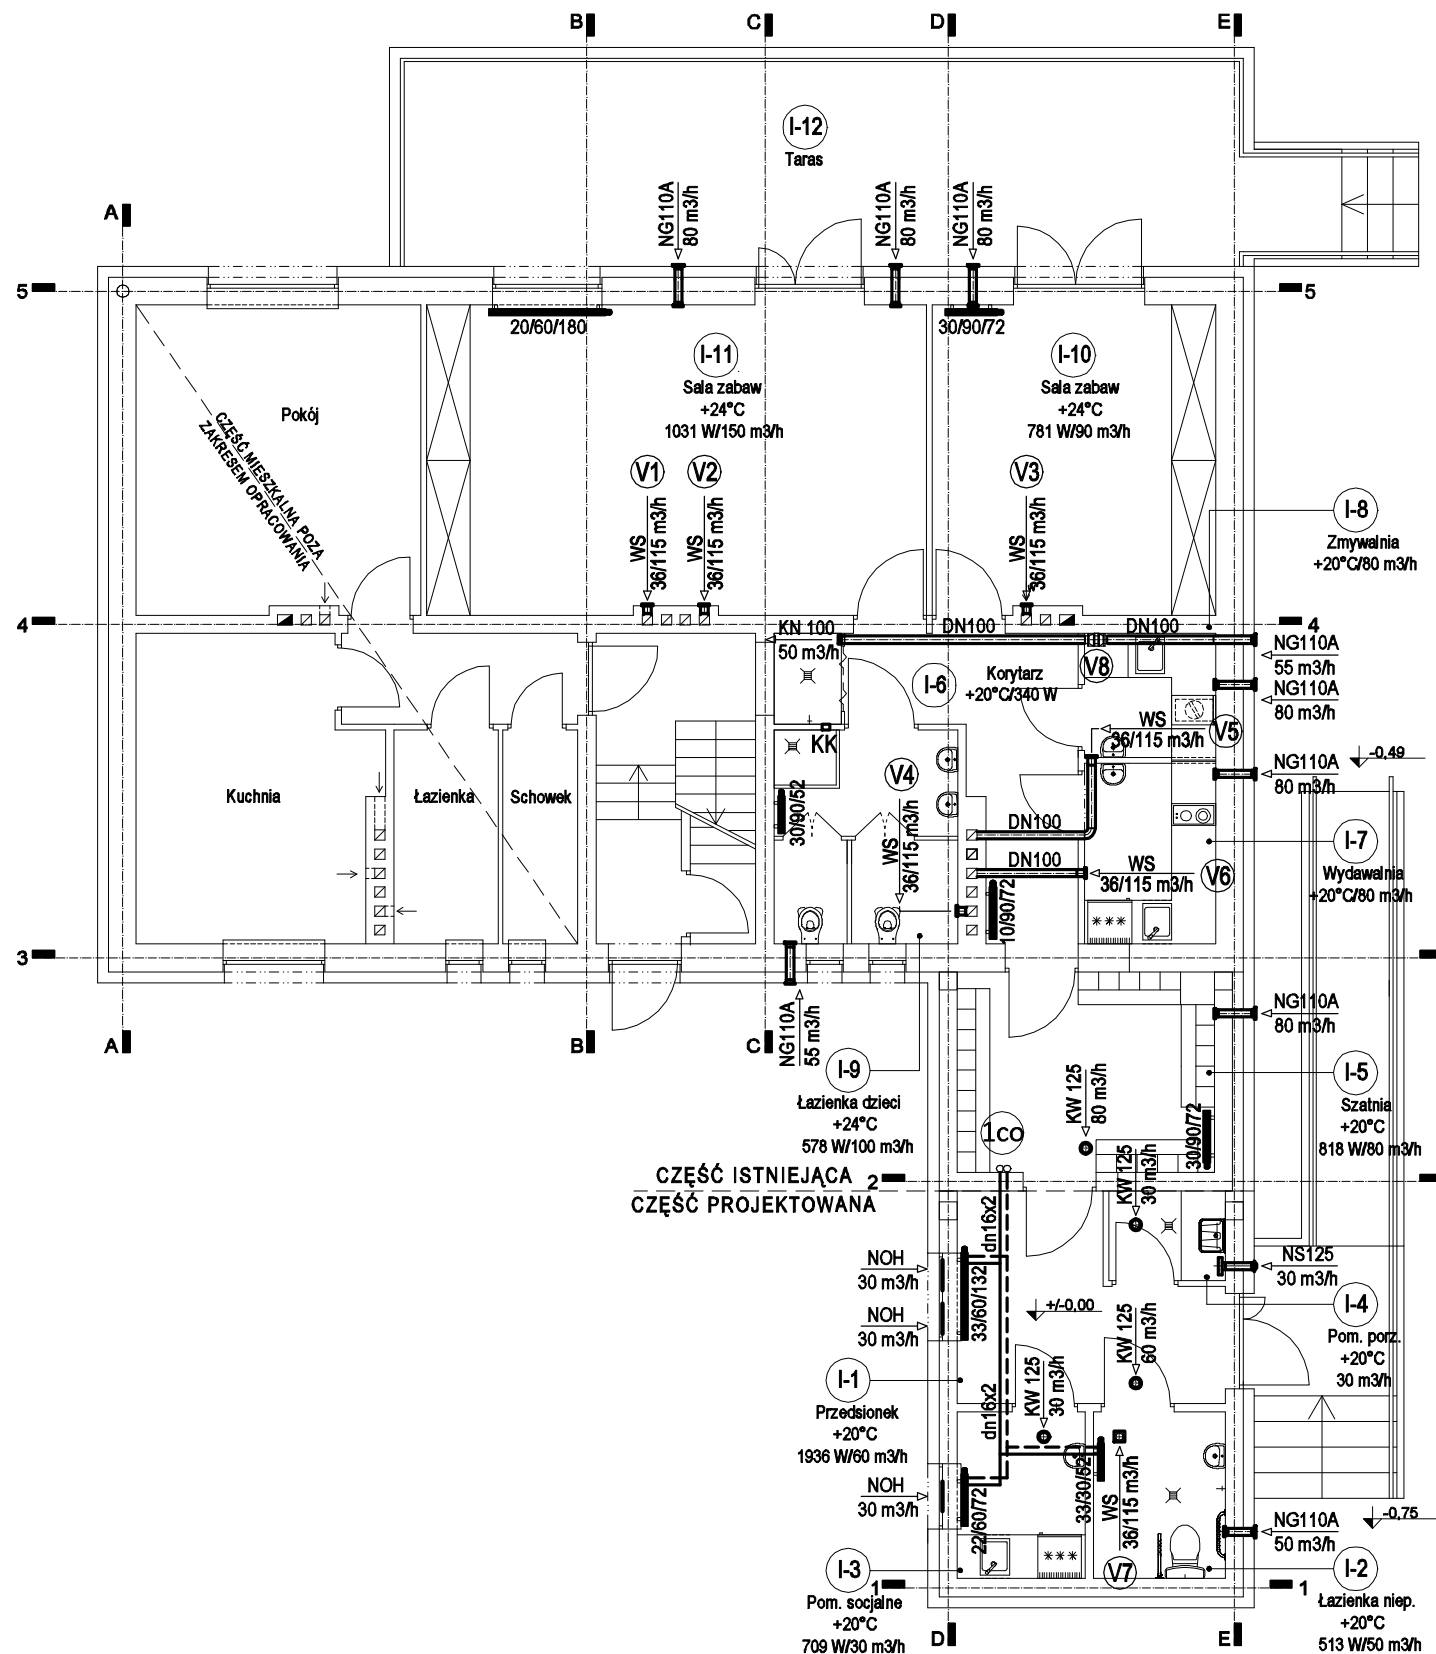 B
C
D
E
I-12
Taras
A
NG110A
80 m3/h
NG110A
80 m3/h
NG110A
80 m3/h
5
5
20/60/180
30/90/72
I-11
Sala zabaw
+24°C
1031 W/150 m3/h
I-10
Sala zabaw
+24°C
781 W/90 m3/h
Pokój
CZĘŚĆ MIESZKALNA POZA
ZAKRESEM OPRACOWANIA
V1
V2
V3
WS
36/115 m3/h
WS
36/115 m3/h
WS
36/115 m3/h
I-8
Zmywalnia
+20°C/80 m3/h
4
4
KN 100
50 m3/h
DN100
DN100
NG110A
55 m3/h
NG110A
80 m3/h
V8
I-6
Korytarz
+20°C/340 W
WS
36/115 m3/h
V5
KK
-0,49
NG110A
80 m3/h
Kuchnia
Łazienka
Schowek
30/90/52
V4
WS
36/115 m3/h
DN100
DN100
WS
36/115 m3/h
V6
I-7
Wydawalnia
+20°C/80 m3/h
10/90/72
3
A
B
C
NG110A
55 m3/h
NG110A
80 m3/h
I-9
Łazienka dzieci
+24°C
578 W/100 m3/h
KW 125
80 m3/h
1co
I-5
Szatnia
+20°C
818 W/80 m3/h
30/90/72
CZĘŚĆ ISTNIEJĄCA
2
CZĘŚĆ PROJEKTOWANA
KW 125
30 m3/h
dn16x2
NOH
30 m3/h
NOH
30 m3/h
33/60/132
NS125
30 m3/h
+/-0,00
KW 125
60 m3/h
I-4
Pom. porz.
+20°C
30 m3/h
I-1
Przedsionek
+20°C
1936 W/60 m3/h
dn16x2
KW 125
30 m3/h
NOH
30 m3/h
22/60/72
33/30/52
WS
36/115 m3/h
V7
-0,75
NG110A
50 m3/h
I-3
Pom. socjalne
+20°C
709 W/30 m3/h
1
1
I-2
Łazienka niep.
+20°C
513 W/50 m3/h
D
E